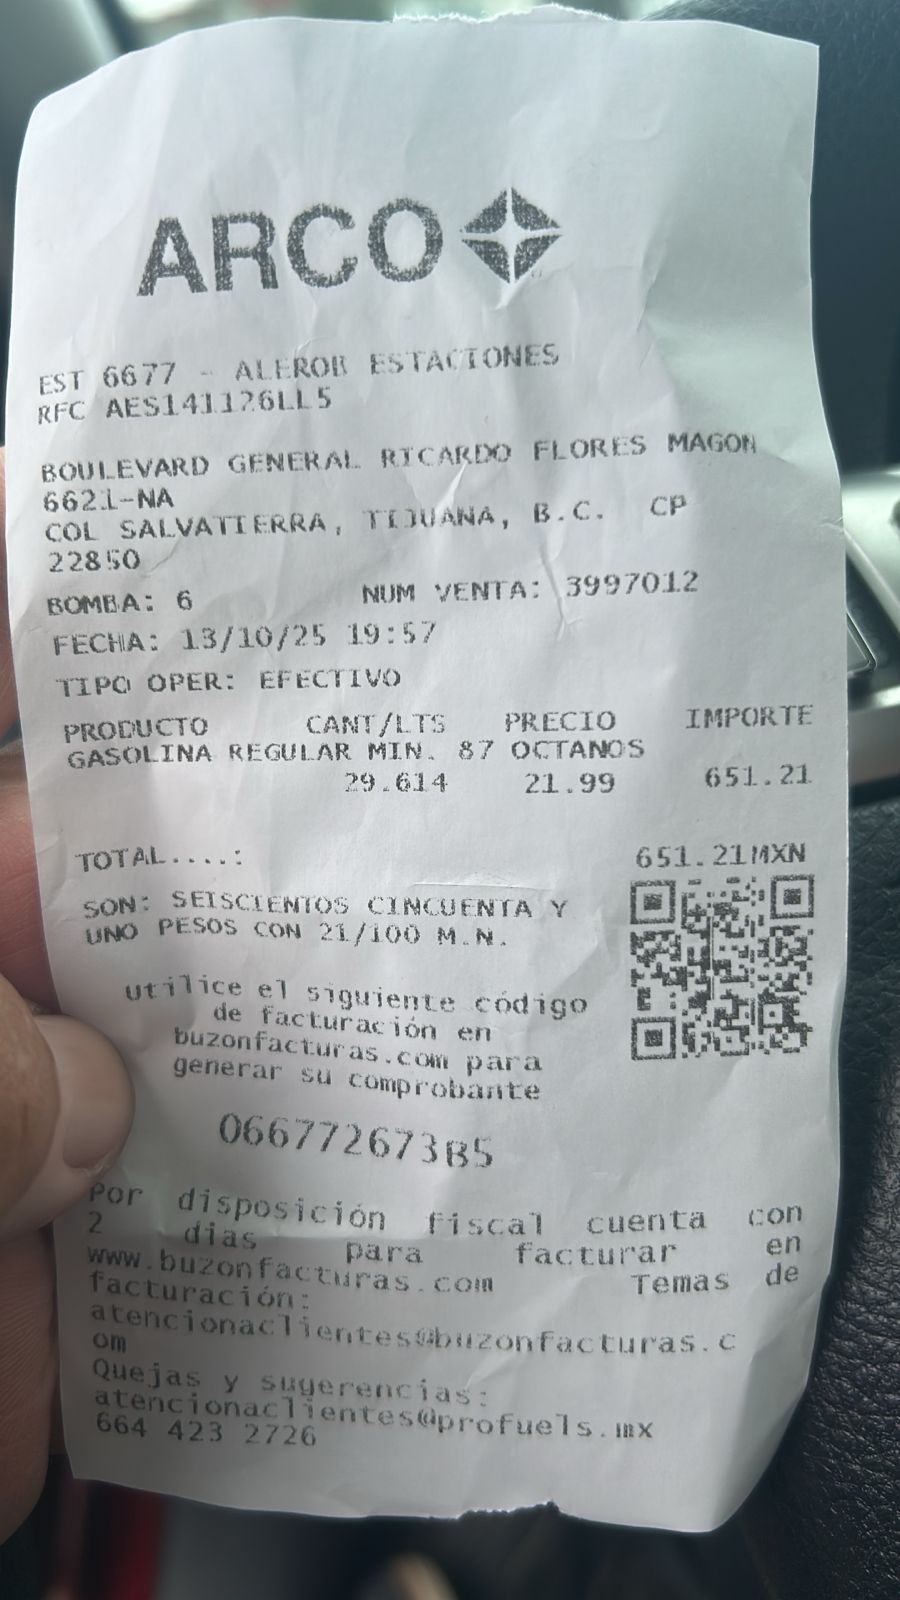 ARCO
EST 6677 - ALEROB ESTACIONES
RFC AES141126LL5
BOULEVARD GENERAL RICARDO FLORES MAGON
6621-NA
COL SALVATIERRA, TIJUANA, B.C. CP
22850
BOMBA: 6 NUM VENTA: 3997012
FECHA: 13/10/25 19:57
TIPO OPER: EFECTIVO
PRODUCTO CANT/LTS PRECIO IMPORTE
GASOLINA REGULAR MIN. 87 OCTANOS
29.614 21.99 651.21
TOTAL....: 651.21MXN
SON: SEISCIENTOS CINCUENTA Y
UNO PESOS CON 21/100 M.N.
Utilice el siguiente código
de facturación en
buzonfacturas.com para
generar su comprobante
066772673B5
Por disposición fiscal cuenta con
2 dias para facturar en
www.buzonfacturas.com Temas de
facturación:
atencionaclientes@buzonfacturas.c
om
Quejas y sugerencias:
atencionaclientes@profuels.mx
664 423 2726